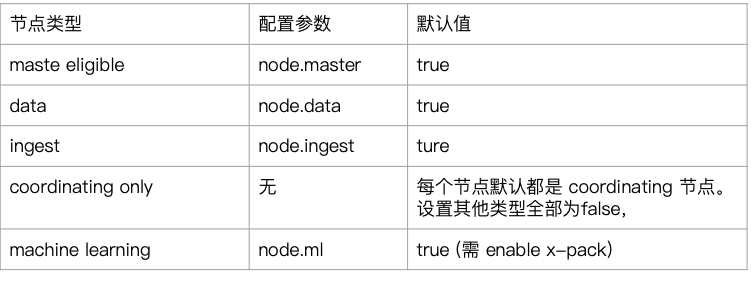 节点类型 配置参数 默认值
maste eligible node.master true
data node.data true
ingest node.ingest ture
coordinating only 无 每个节点默认都是 coordinating 节点。
设置其他类型全部为false,
machine learning node.ml true (需 enable x-pack)